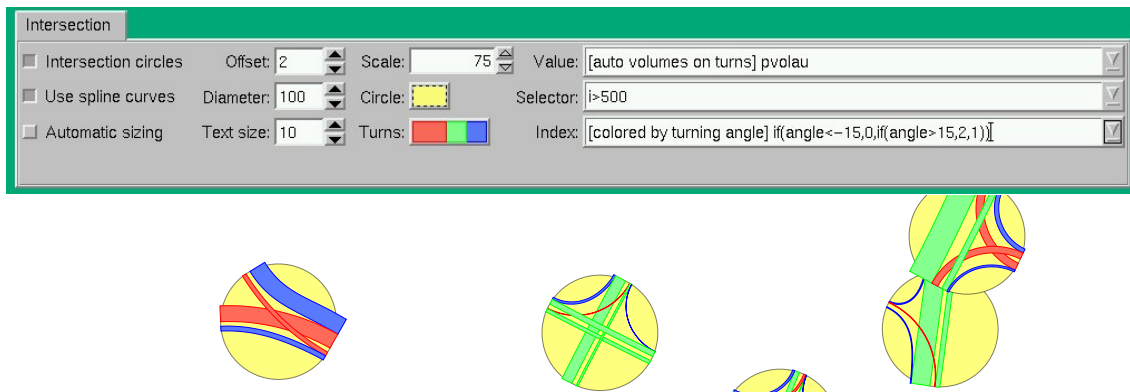 Intersection
Intersection circles Offset: 2 Scale: 75 Value: [auto volumes on turns] pvolau
Use spline curves Diameter: 100 Circle: Selector: i>500
Automatic sizing Text size: 10 Turns: Index: [colored by turning angle] if(angle<-15,0,if(angle>15,2,1))